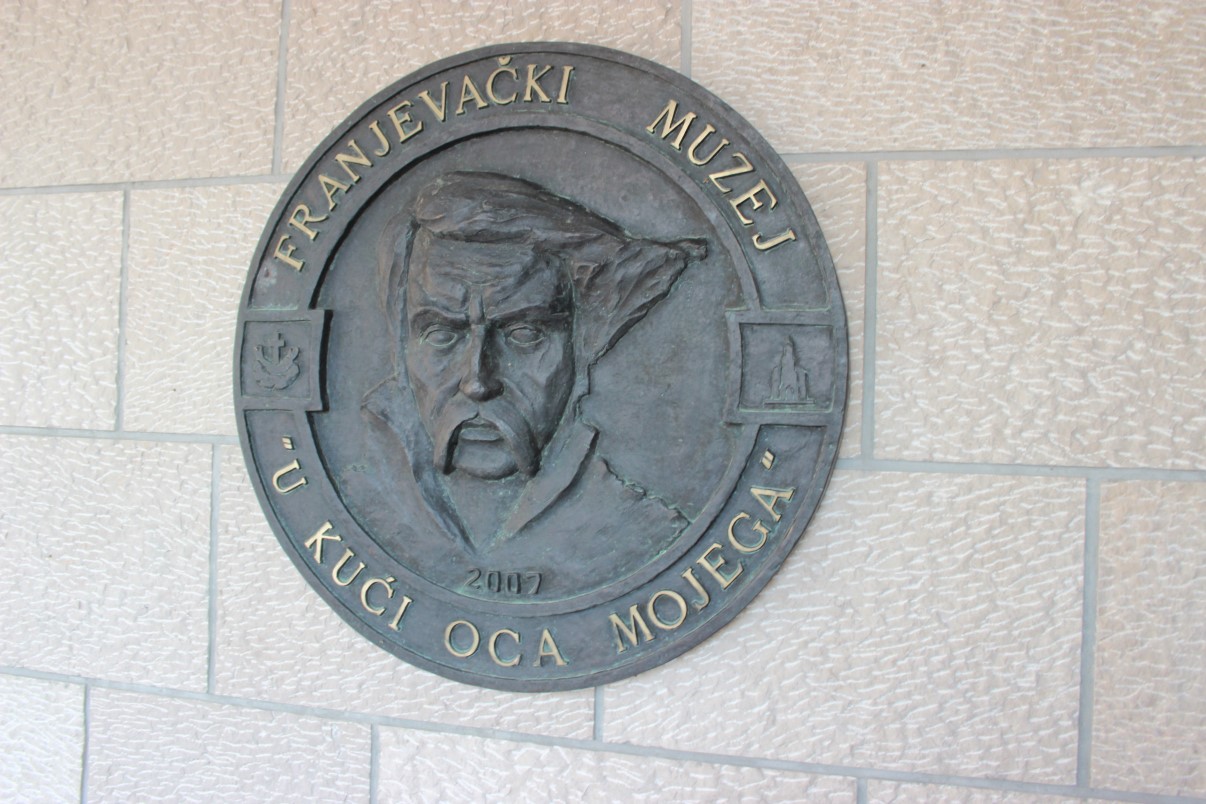 FRANJEVAČKI MUZEJ
"U KUĆI OCA MOJEGA"
2007